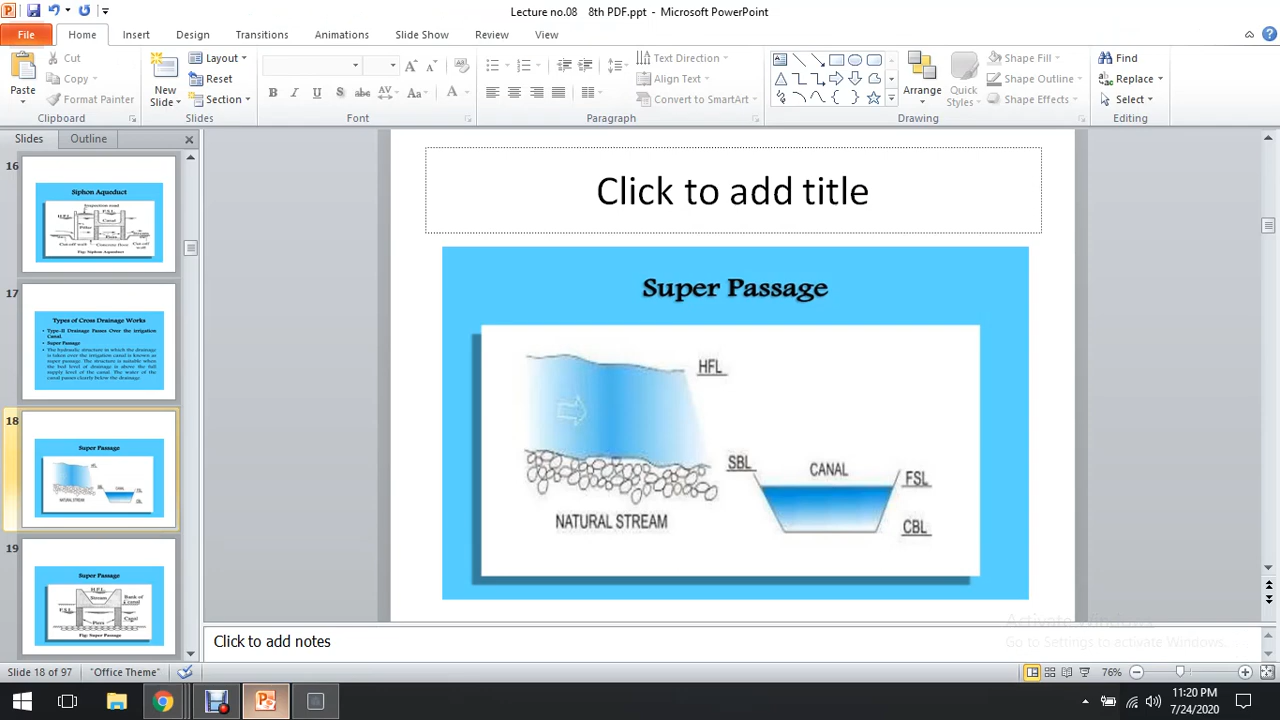 Lecture no.08   8th PDF.ppt  -  Microsoft PowerPoint
File
Home
Insert
Design
Transitions
Animations
Slide Show
Review
View
Paste
Cut
Copy
Format Painter
Clipboard
New
Slide
Layout
Reset
Section
Slides
Font
Text Direction
Align Text
Convert to SmartArt
Paragraph
Arrange
Quick
Styles
Shape Fill
Shape Outline
Shape Effects
Drawing
Find
Replace
Select
Editing
Slides
Outline
16
Siphon Aqueduct
Inspection road
H.F.L
F.S.L
Canal
Fig: Siphon Aqueduct
17
Types of Cross Drainage Works
• Type-II Drainage Passes Over the irrigation
Canal.
• Super Passage
• The hydraulic structure in which the drainage
is taken over the irrigation canal is known as
super passage. The structure is suitable when
the bed level of drainage is above the full
supply level of the canal. The water of the
canal passes clearly below the drainage.
18
Super Passage
HFL
SBL
CANAL
NATURAL STREAM
19
Super Passage
H.F.L
Stream
Bank of
canal
F.S.L
Canal
Fig: Super Passage
Click to add title
Super Passage
HFL
SBL
CANAL
FSL
CBL
NATURAL STREAM
Activate Windows
Go to Settings to activate Windows.
Click to add notes
Slide 18 of 97
"Office Theme"
76%
11:20 PM
7/24/2020